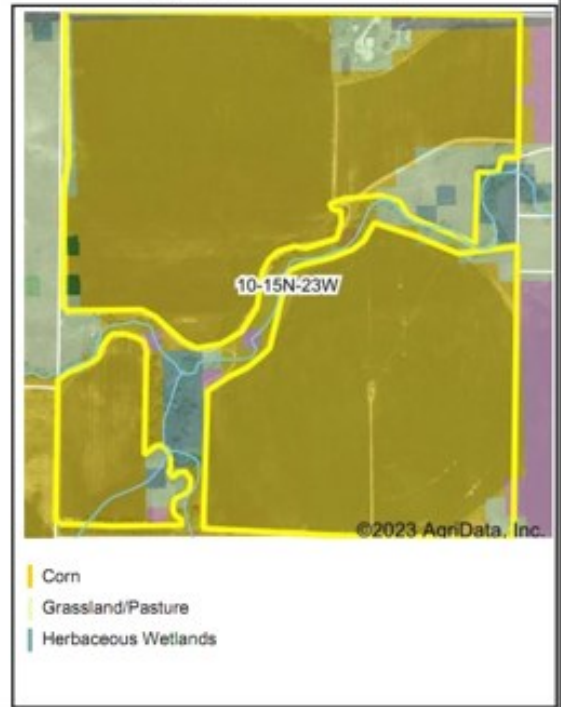 10-15N-23W
©2023 AgriData, Inc.
Corn
Grassland/Pasture
Herbaceous Wetlands